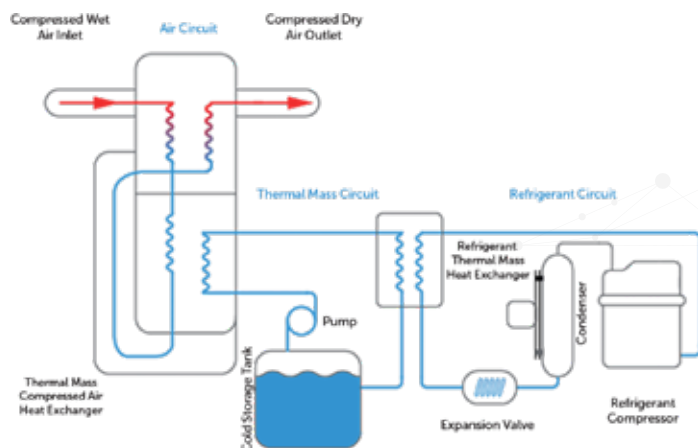 Compressed Wet
Air Inlet
Air Circuit
Compressed Dry
Air Outlet
Thermal Mass Circuit
Refrigerant Circuit
Refrigerant
Thermal Mass
Heat Exchanger
Condenser
Pump
Cold Storage Tank
Thermal Mass
Compressed Air
Heat Exchanger
Expansion Valve
Refrigerant
Compressor